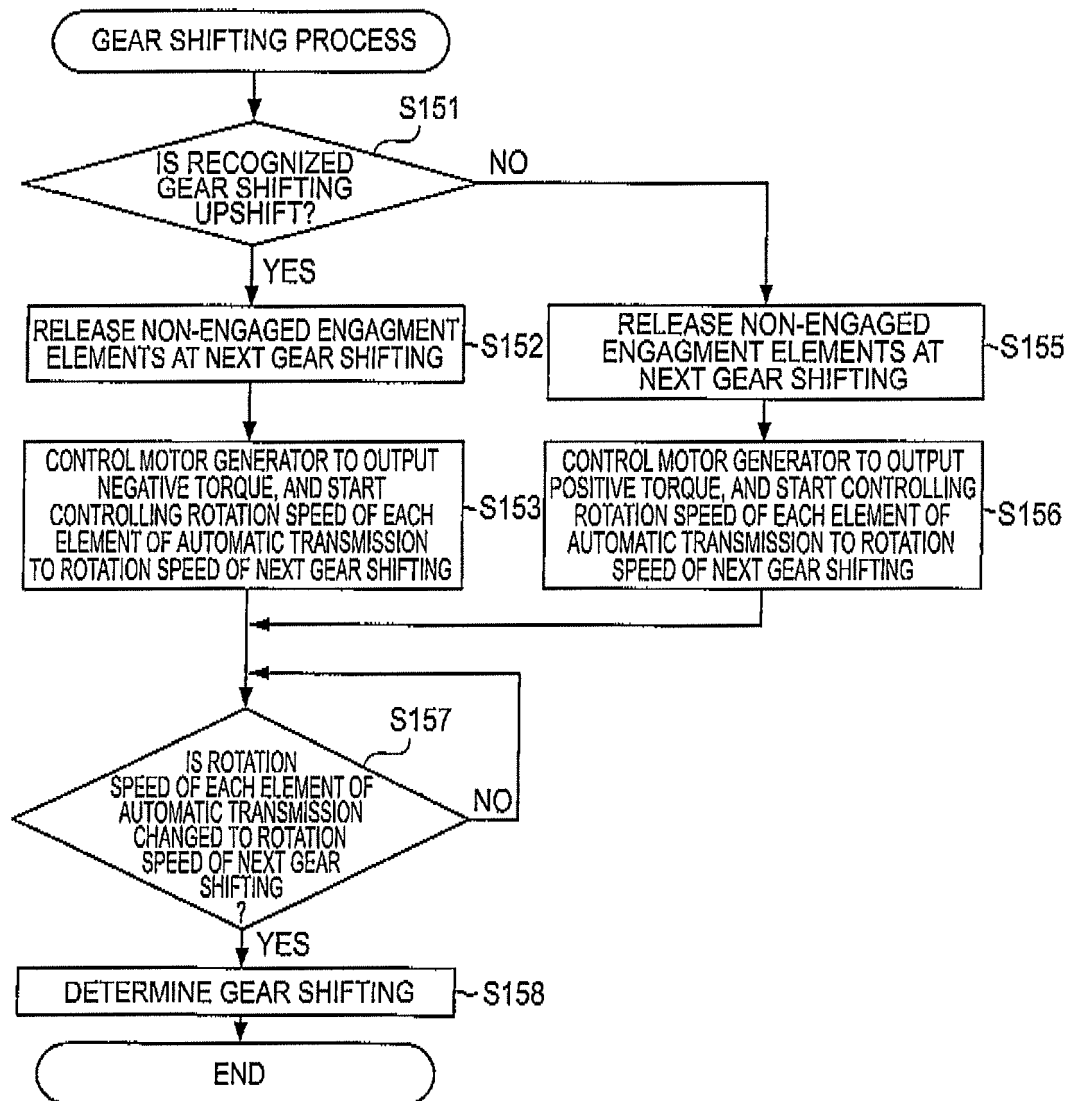 GEAR SHIFTING PROCESS
S151
IS RECOGNIZED
GEAR SHIFTING
UPSHIFT?
NO
YES
RELEASE NON-ENGAGED ENGAGMENT
ELEMENTS AT NEXT GEAR SHIFTING
S152
RELEASE NON-ENGAGED
ENGAGMENT ELEMENTS AT
NEXT GEAR SHIFTING
S155
CONTROL MOTOR GENERATOR TO OUTPUT
NEGATIVE TORQUE, AND START
CONTROLLING ROTATION SPEED OF EACH
ELEMENT OF AUTOMATIC TRANSMISSION
TO ROTATION SPEED OF NEXT GEAR SHIFTING
S153
CONTROL MOTOR GENERATOR TO OUTPUT
POSITIVE TORQUE, AND START CONTROLLING
ROTATION SPEED OF EACH ELEMENT OF
AUTOMATIC TRANSMISSION TO ROTATION
SPEED OF NEXT GEAR SHIFTING
S156
S157
IS ROTATION
SPEED OF EACH ELEMENT OF
AUTOMATIC TRANSMISSION
CHANGED TO ROTATION
SPEED OF NEXT GEAR
SHIFTING
?
NO
YES
DETERMINE GEAR SHIFTING
S158
END